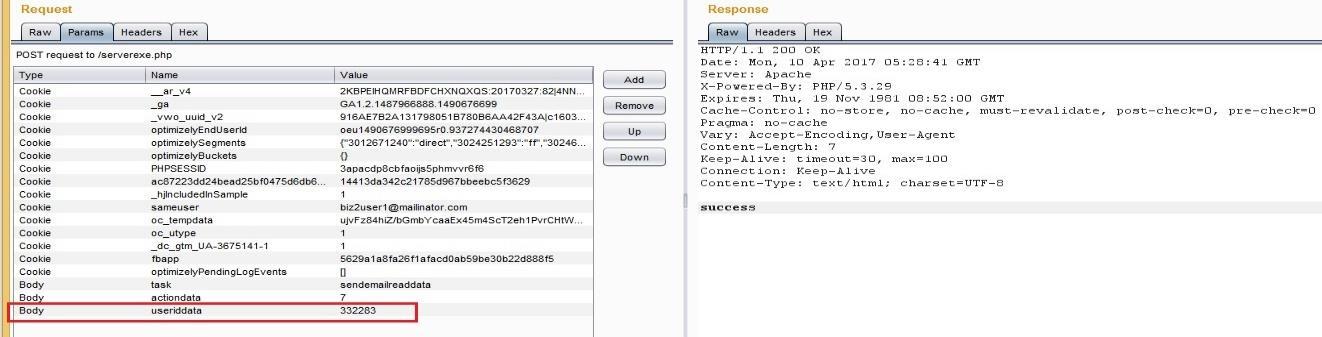 Request
Raw Params Headers Hex
POST request to /serverexe.php
Type Name Value
Cookie __ar_v4 2KBPEIHQMRFBDFCHXNQXQS:20170327:82|4NN...
Cookie _ga GA1.2.1487966888.1490676699
Cookie _vwo_uuid_v2 916AE7B2A131798051B780B6AA42F43A|c1603...
Cookie optimizelyEndUserId oeu1490676999695r0.937274430468707
Cookie optimizelySegments {"3012671240":"direct","3024251293":"ff","30246...
Cookie optimizelyBuckets {}
Cookie PHPSESSID 3apacdp8cbfaoijs5phmvvr6f6
Cookie ac87223dd24bead25bf0475d6db6... 14413da342c21785d967bbeebc5f3629
Cookie _hjIncludedInSample 1
Cookie sameuser biz2user1@mailinator.com
Cookie oc_tempdata ujvFz84hiZ/bGmbYcaaEx45m4ScT2eh1PvrCHtW...
Cookie oc_utype 1
Cookie _dc_gtm_UA-3675141-1 1
Cookie fbapp 5629a1a8fa26f1afacd0ab59be30b22d888f5
Cookie optimizelyPendingLogEvents []
Body task sendemailreaddata
Body actiondata 7
Body useriddata 332283
Add
Remove
Up
Down
Response
Raw Headers Hex
HTTP/1.1 200 OK
Date: Mon, 10 Apr 2017 05:28:41 GMT
Server: Apache
X-Powered-By: PHP/5.3.29
Expires: Thu, 19 Nov 1981 08:52:00 GMT
Cache-Control: no-store, no-cache, must-revalidate, post-check=0, pre-check=0
Pragma: no-cache
Vary: Accept-Encoding,User-Agent
Content-Length: 7
Keep-Alive: timeout=30, max=100
Connection: Keep-Alive
Content-Type: text/html; charset=UTF-8
success